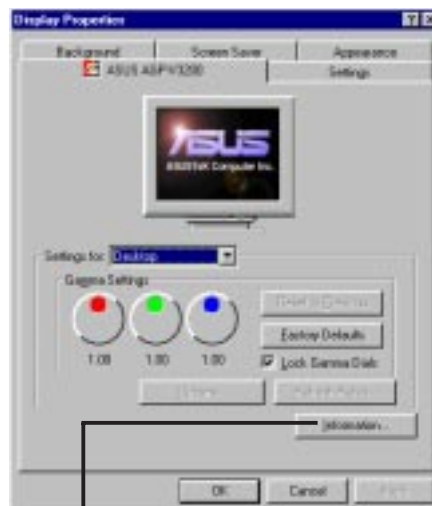 Display Properties
Background Screen Saver Appearance
ASUS ASP-V3200 Settings
ASUS
ASUSTeK Computer Inc.
Settings for: Desktop
Gamma Settings
Factory Defaults
1.00 1.00 1.00
Lock Gamma Dials
Information...
OK Cancel